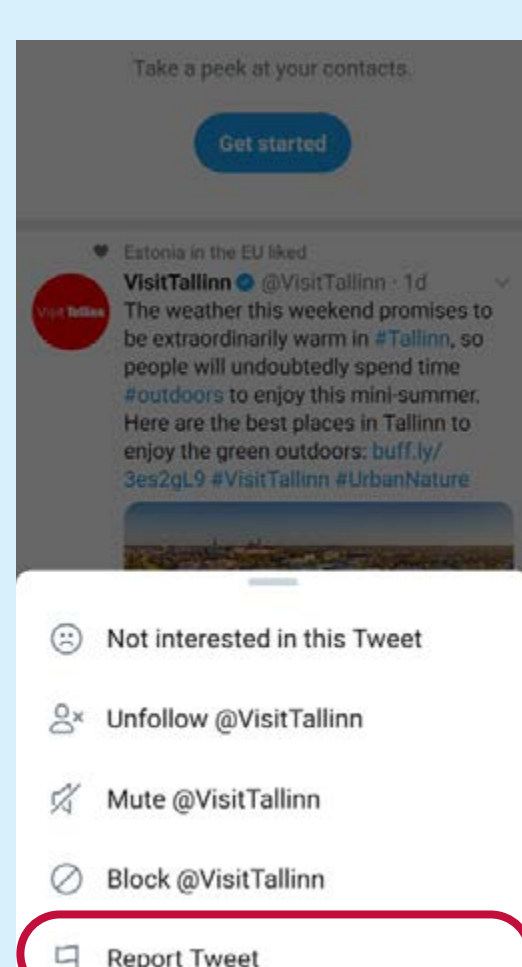 Take a peek at your contacts.
Get started
Estonia in the EU liked
VisitTallinn @VisitTallinn · 1d
Visit Tallinn
The weather this weekend promises to
be extraordinarily warm in #Tallinn, so
people will undoubtedly spend time
#outdoors to enjoy this mini-summer.
Here are the best places in Tallinn to
enjoy the green outdoors: buff.ly/
3es2gL9 #VisitTallinn #UrbanNature
Not interested in this Tweet
Unfollow @VisitTallinn
Mute @VisitTallinn
Block @VisitTallinn
Report Tweet